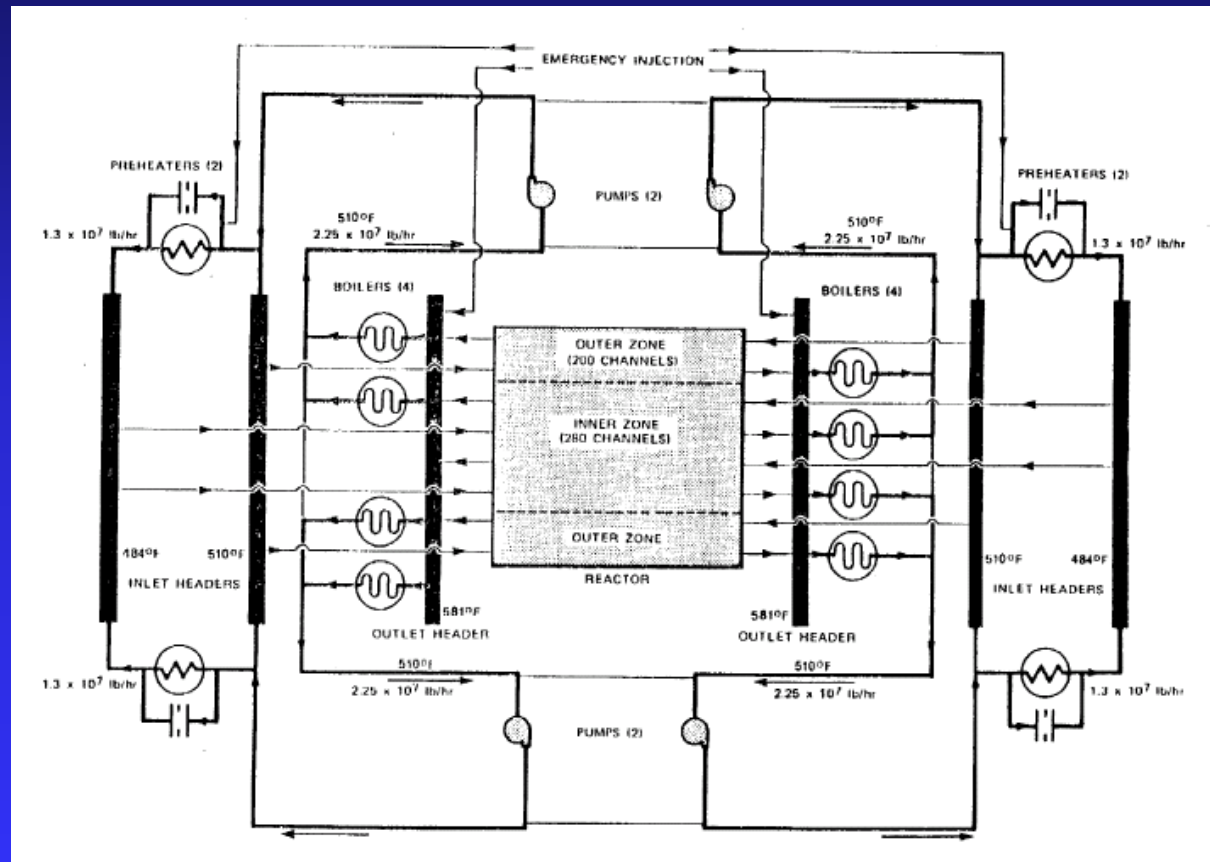 EMERGENCY INJECTION
PREHEATERS (2)
PREHEATERS (2)
PUMPS (2)
1.3 x 10⁷ lb/hr
510°F
2.25 x 10⁷ lb/hr
510°F
2.25 x 10⁷ lb/hr
1.3 x 10⁷ lb/hr
BOILERS (4)
BOILERS (4)
OUTER ZONE
(200 CHANNELS)
INNER ZONE
(280 CHANNELS)
OUTER ZONE
REACTOR
484°F
510°F
INLET HEADERS
581°F
OUTLET HEADER
581°F
OUTLET HEADER
510°F
484°F
INLET HEADERS
1.3 x 10⁷ lb/hr
510°F
2.25 x 10⁷ lb/hr
510°F
2.25 x 10⁷ lb/hr
1.3 x 10⁷ lb/hr
PUMPS (2)